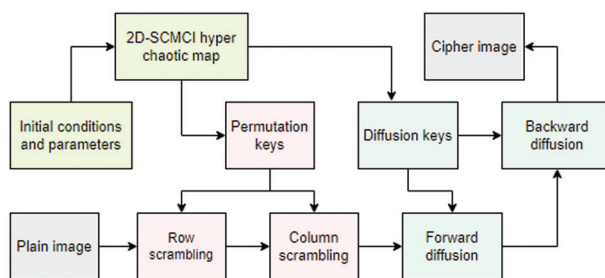 2D-SCMCI hyper
chaotic map
Cipher image
Initial conditions
and parameters
Permutation
keys
Diffusion keys
Backward
diffusion
Plain image
Row
scrambling
Column
scrambling
Forward
diffusion